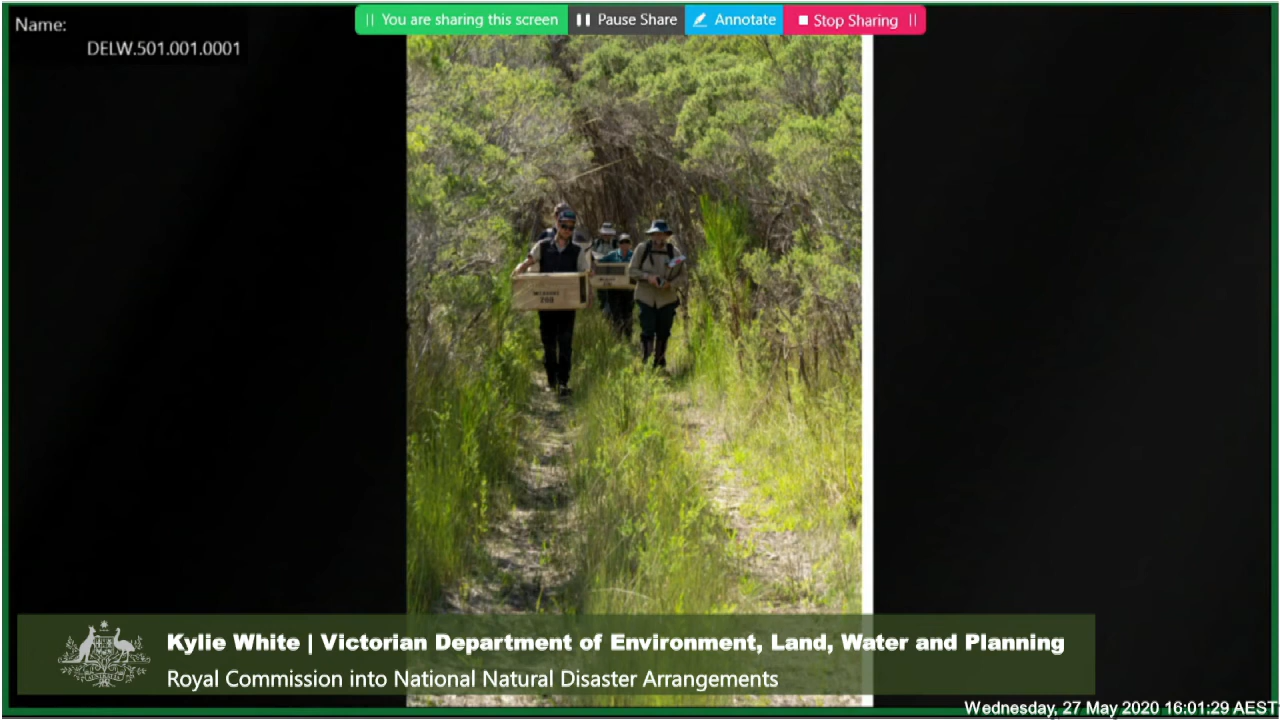 Name:
DELW.501.001.0001
You are sharing this screen
Pause Share
Annotate
Stop Sharing
ZOO
Kylie White | Victorian Department of Environment, Land, Water and Planning
Royal Commission into National Natural Disaster Arrangements
Wednesday, 27 May 2020 16:01:29 AEST